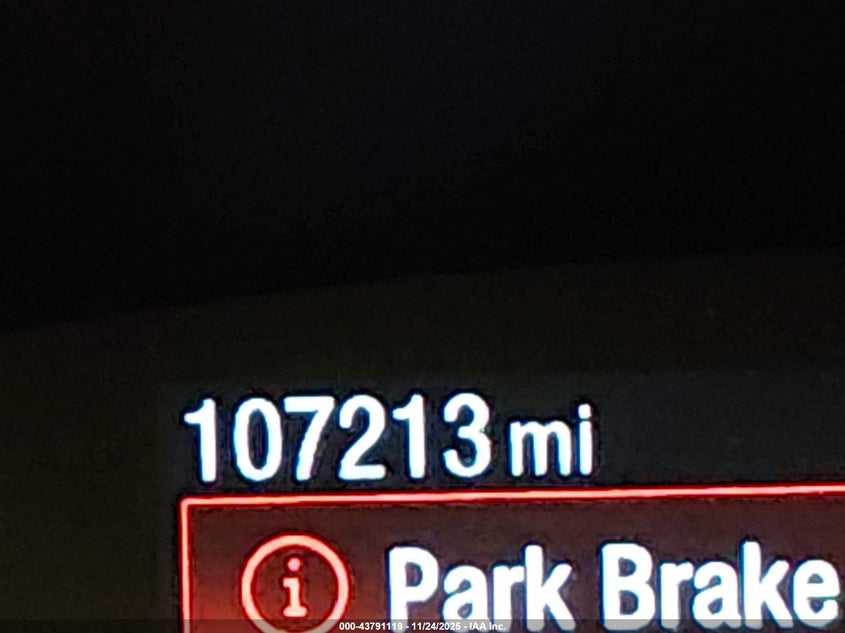 107213 mi
i Park Brake
000-43791119 - 11/24/2025 - IAA Inc.